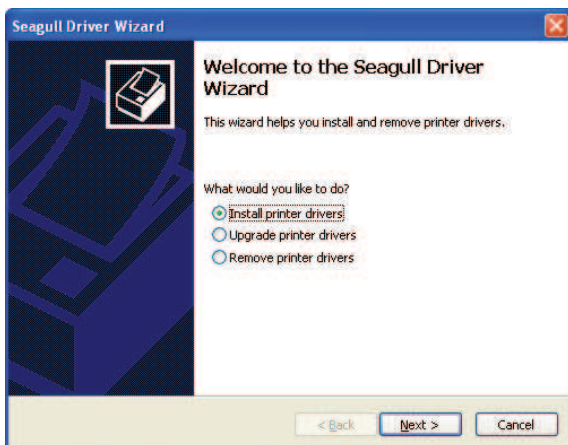 Seagull Driver Wizard
Welcome to the Seagull Driver
Wizard
This wizard helps you install and remove printer drivers.
What would you like to do?
Install printer drivers
Upgrade printer drivers
Remove printer drivers
< Back
Next >
Cancel